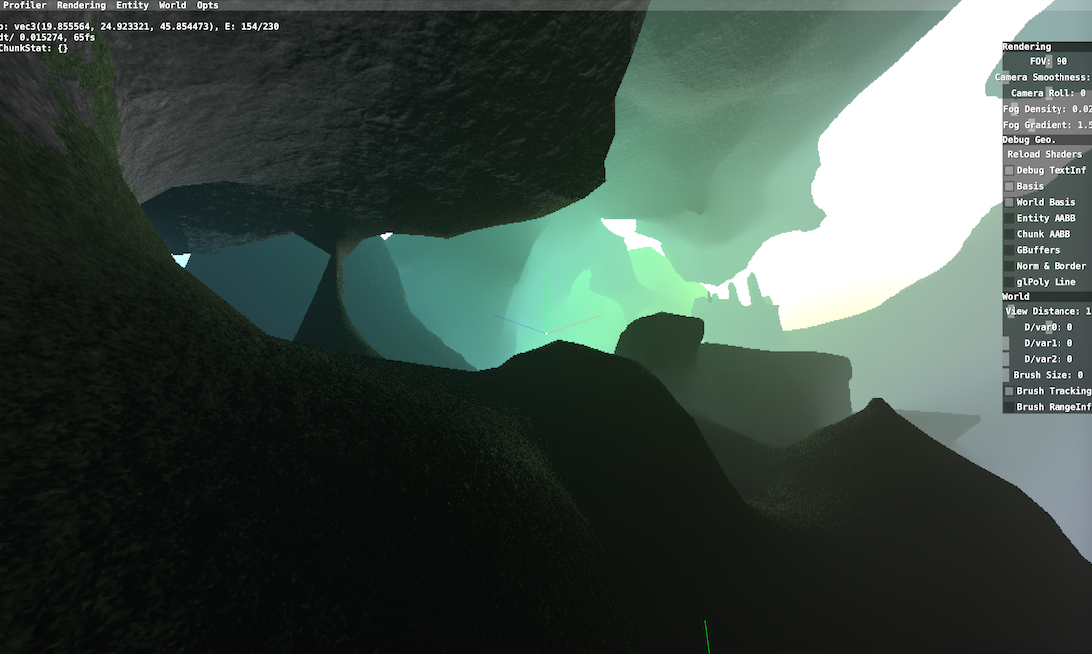 Profiler Rendering Entity World Opts
p: vec3(19.855564, 24.923321, 45.854473), E: 154/230
dt/ 0.015274, 65fs
ChunkStat: {}
Rendering
FOV: 90
Camera Smoothness:
Camera Roll: 0
Fog Density: 0.02
Fog Gradient: 1.5
Debug Geo.
Reload Shaders
Debug TextInf
Basis
World Basis
Entity AABB
Chunk AABB
GBuffers
Norm & Border
glPoly Line
World
View Distance: 1
D/var0: 0
D/var1: 0
D/var2: 0
Brush Size: 0
Brush Tracking
Brush RangeInf